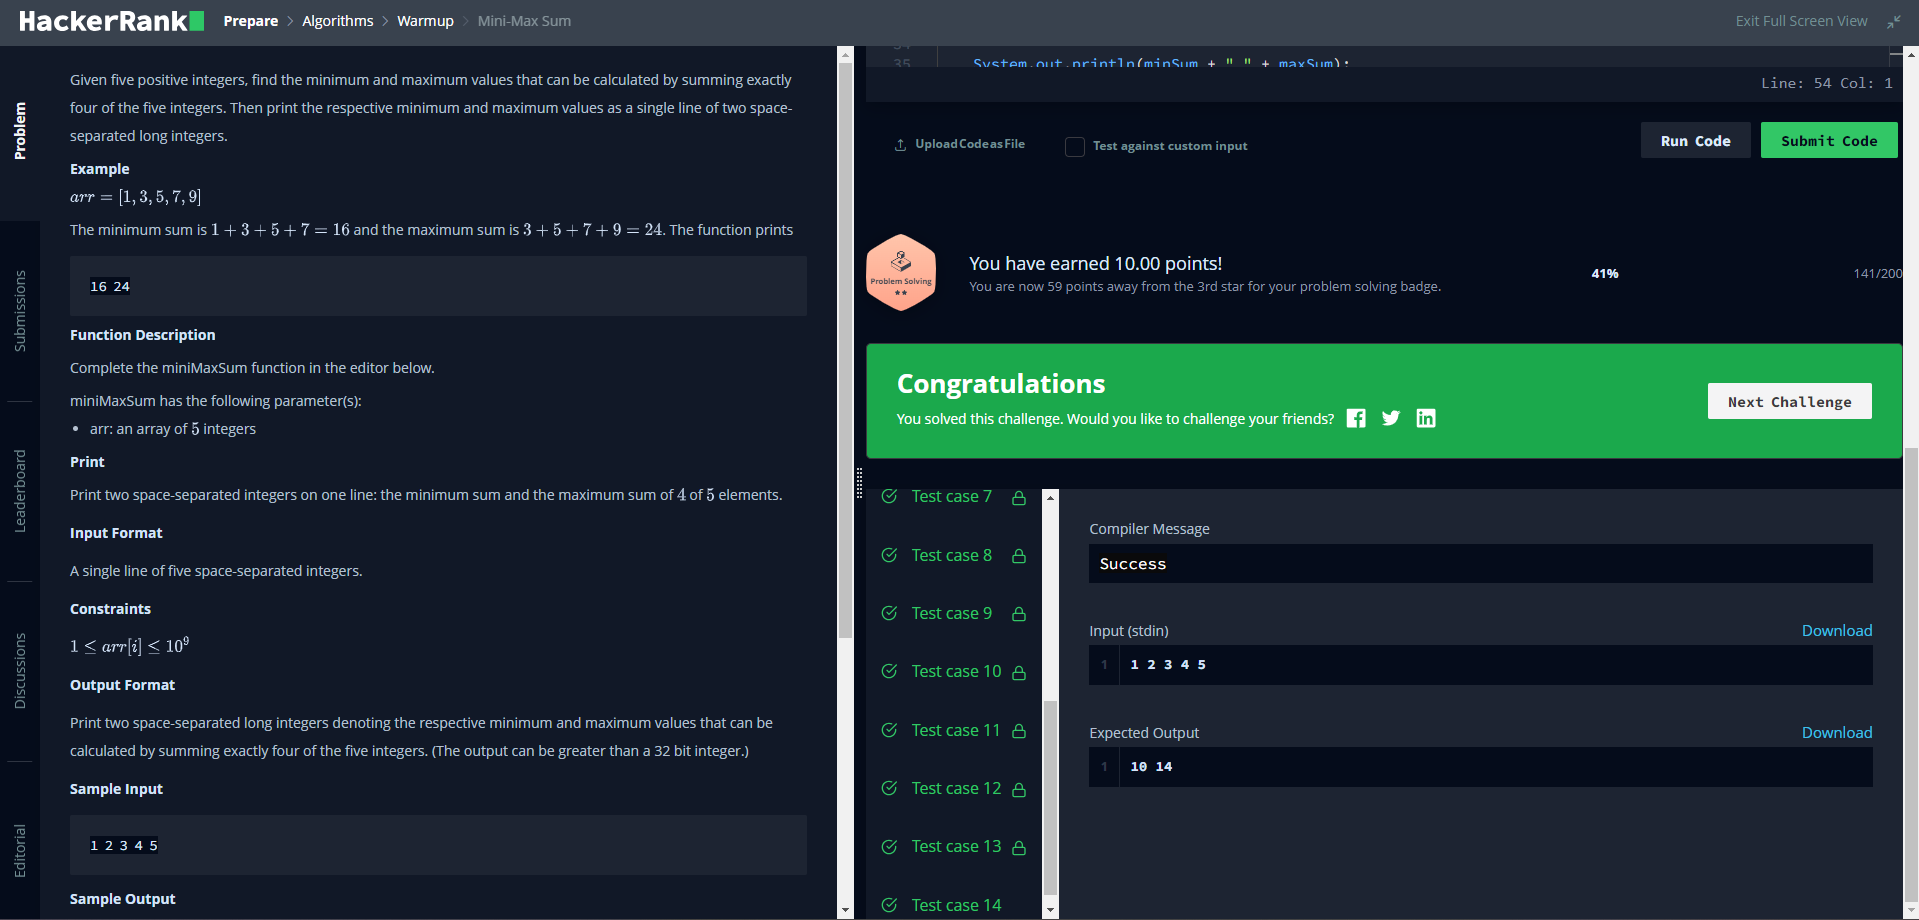 HackerRank
Prepare > Algorithms > Warmup > Mini-Max Sum
Exit Full Screen View
Problem
Submissions
Leaderboard
Discussions
Editorial
Given five positive integers, find the minimum and maximum values that can be calculated by summing exactly
four of the five integers. Then print the respective minimum and maximum values as a single line of two space-
separated long integers.
Example
arr = [1, 3, 5, 7, 9]
The minimum sum is 1 + 3 + 5 + 7 = 16 and the maximum sum is 3 + 5 + 7 + 9 = 24. The function prints
16 24
Function Description
Complete the miniMaxSum function in the editor below.
miniMaxSum has the following parameter(s):
• arr: an array of 5 integers
Print
Print two space-separated integers on one line: the minimum sum and the maximum sum of 4 of 5 elements.
Input Format
A single line of five space-separated integers.
Constraints
1 ≤ arr[i] ≤ 10⁹
Output Format
Print two space-separated long integers denoting the respective minimum and maximum values that can be
calculated by summing exactly four of the five integers. (The output can be greater than a 32 bit integer.)
Sample Input
1 2 3 4 5
Sample Output
35 System.out.println(minSum + " " + maxSum);
Line: 54 Col: 1
Upload Code as File
Test against custom input
Run Code
Submit Code
Problem Solving
You have earned 10.00 points!
You are now 59 points away from the 3rd star for your problem solving badge.
41%
141/200
Congratulations
You solved this challenge. Would you like to challenge your friends?
Next Challenge
Test case 7
Test case 8
Test case 9
Test case 10
Test case 11
Test case 12
Test case 13
Test case 14
Compiler Message
Success
Input (stdin)
Download
1 1 2 3 4 5
Expected Output
Download
1 10 14